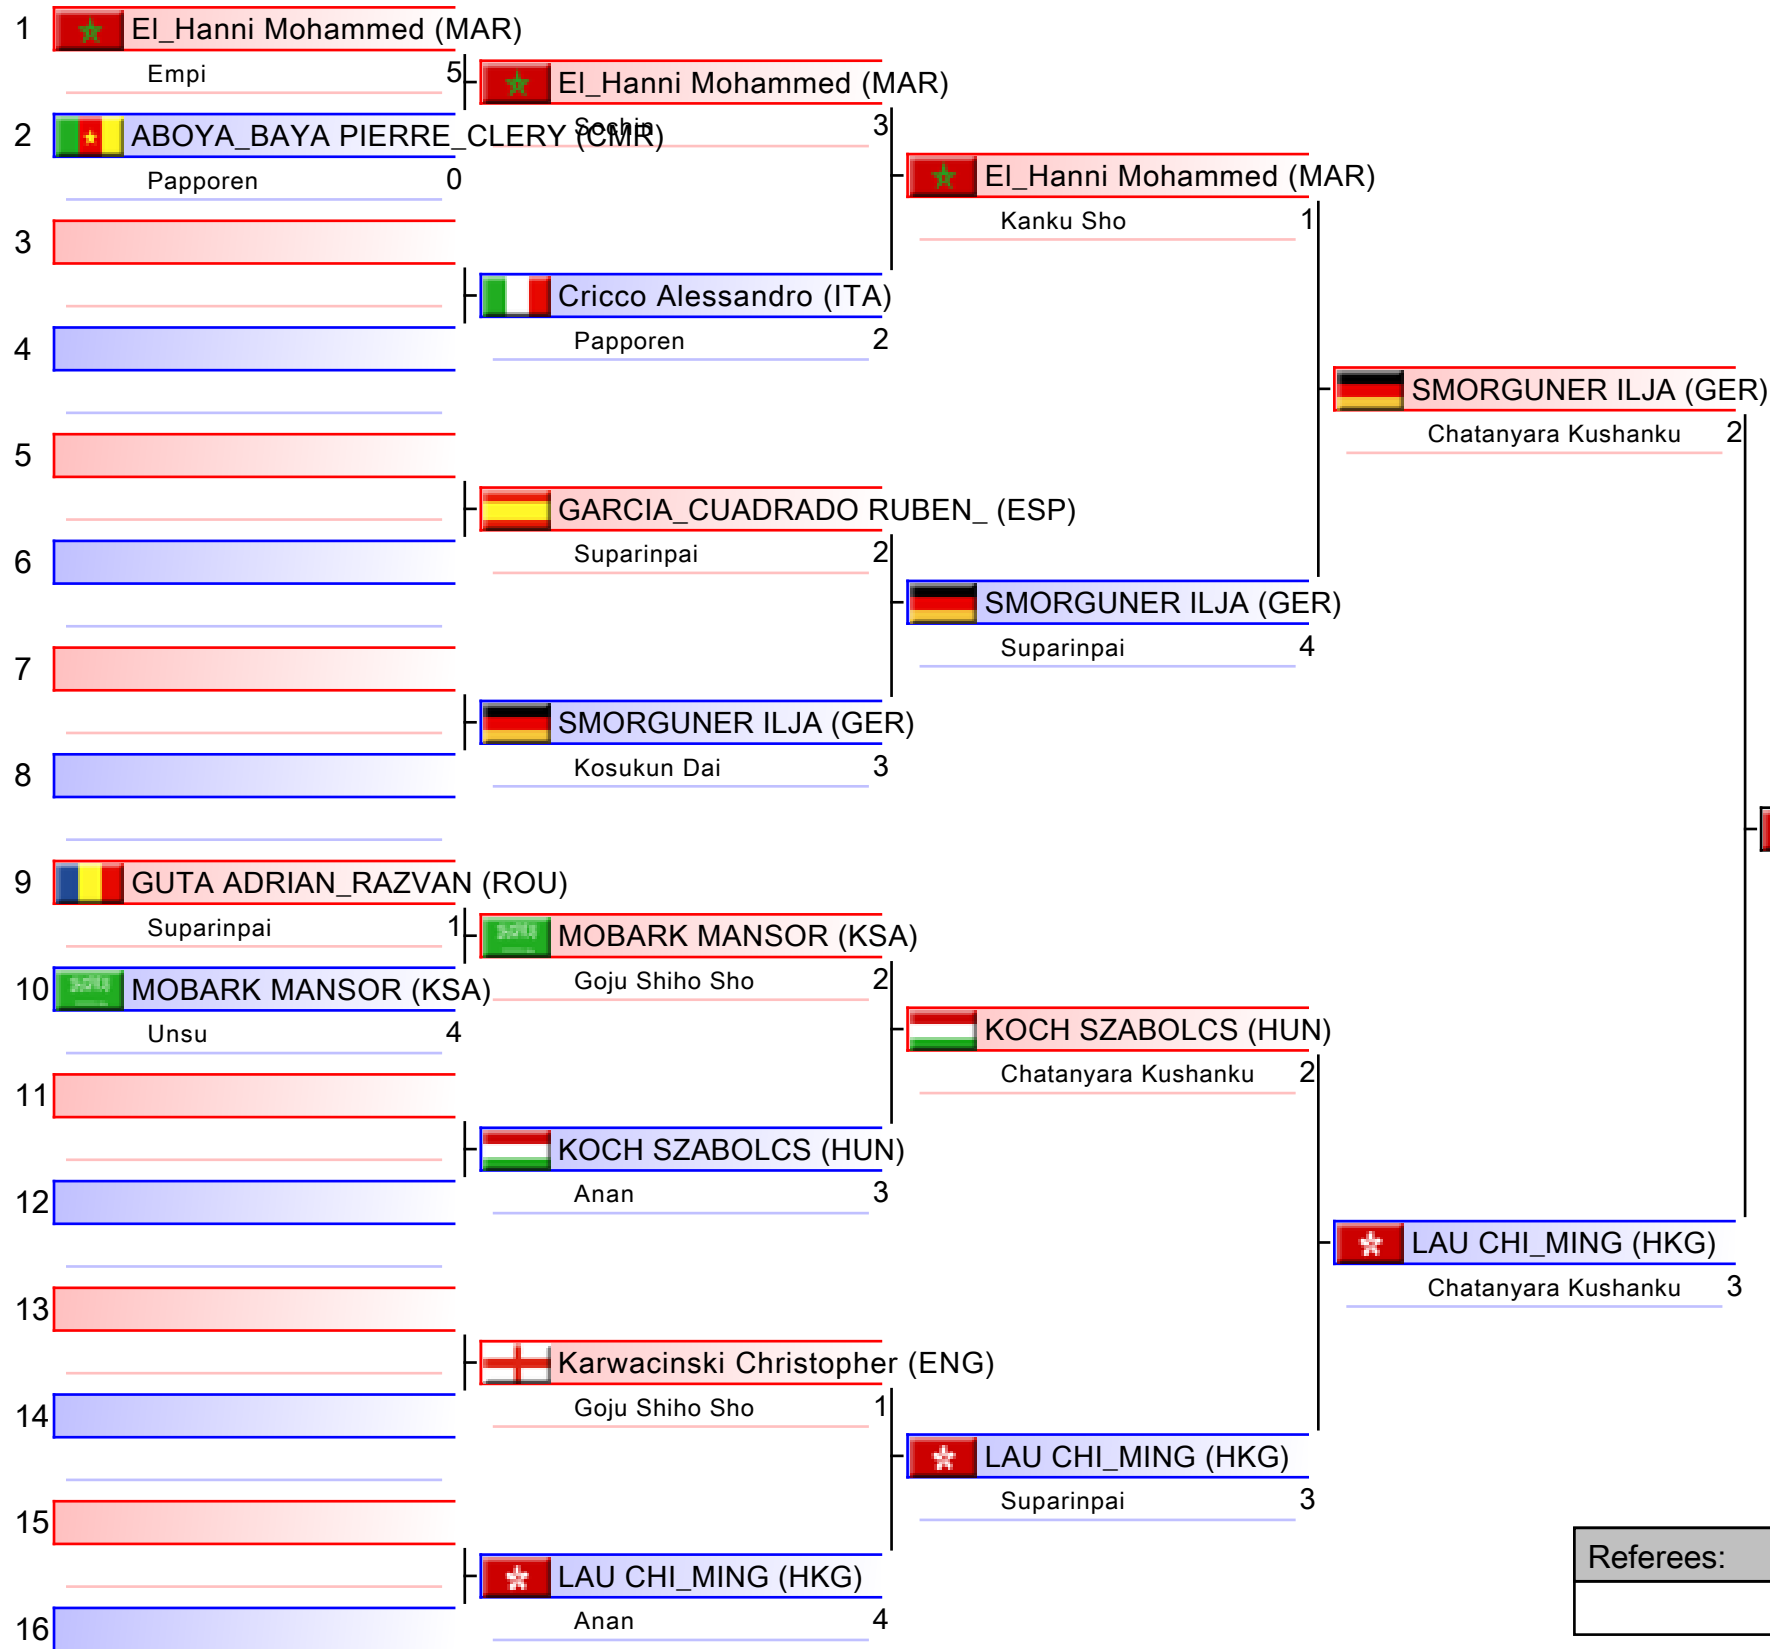 1 El_Hanni Mohammed (MAR)
Empi 5
El_Hanni Mohammed (MAR)
Sochin 3
2 ABOYA_BAYA PIERRE_CLERY (CMR)
Papporen 0
El_Hanni Mohammed (MAR)
Kanku Sho 1
3
Cricco Alessandro (ITA)
Papporen 2
4
SMORGUNER ILJA (GER)
Chatanyara Kushanku 2
5
GARCIA_CUADRADO RUBEN_ (ESP)
Suparinpai 2
6
SMORGUNER ILJA (GER)
Suparinpai 4
7
SMORGUNER ILJA (GER)
Kosukun Dai 3
8
9 GUTA ADRIAN_RAZVAN (ROU)
Suparinpai 1
MOBARK MANSOR (KSA)
Goju Shiho Sho 2
10 MOBARK MANSOR (KSA)
Unsu 4
KOCH SZABOLCS (HUN)
Chatanyara Kushanku 2
11
KOCH SZABOLCS (HUN)
Anan 3
12
LAU CHI_MING (HKG)
Chatanyara Kushanku 3
13
Karwacinski Christopher (ENG)
Goju Shiho Sho 1
14
LAU CHI_MING (HKG)
Suparinpai 3
15
LAU CHI_MING (HKG)
Anan 4
16
Referees: